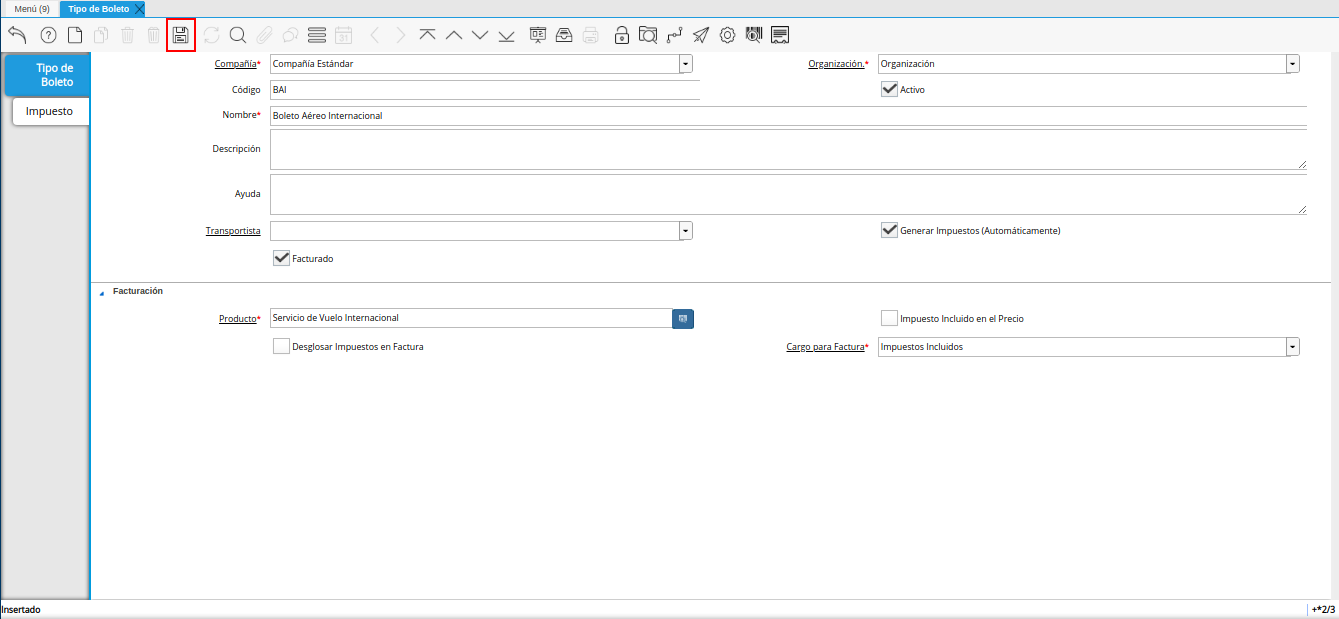 Menú (9) Tipo de Boleto
31
Tipo de
Boleto
Impuesto
Compañía* Compañía Estándar Organización.* Organización
Código BAI Activo
Nombre* Boleto Aéreo Internacional
Descripción
Ayuda
Transportista Generar Impuestos (Automáticamente)
Facturado
Facturación
Producto* Servicio de Vuelo Internacional Impuesto Incluido en el Precio
Desglosar Impuestos en Factura Cargo para Factura* Impuestos Incluidos
Insertado +*2/3